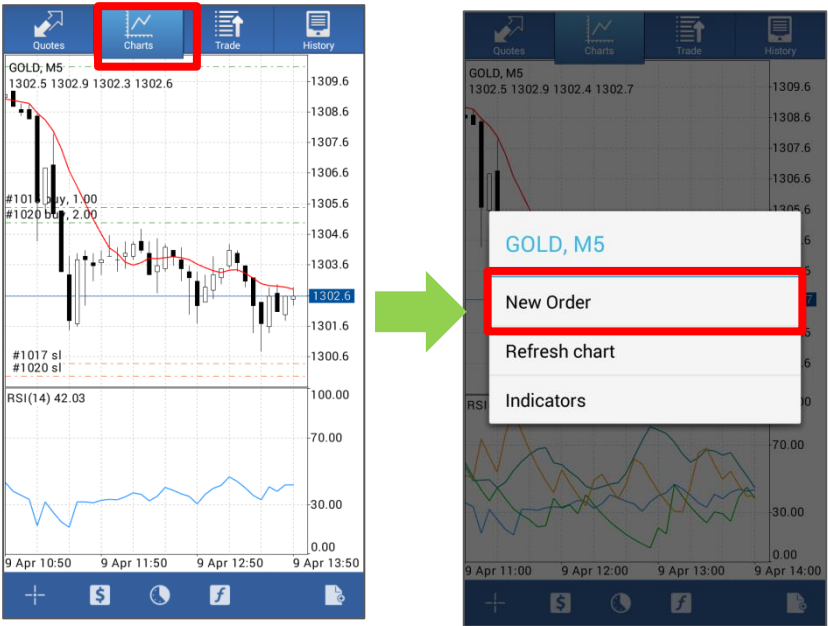 Quotes Charts Trade History
GOLD, M5
1302.5 1302.9 1302.3 1302.6
1309.6
1308.6
1307.6
1306.6
#101 buy, 1.00
1305.6
#1020 buy, 2.00
1304.6
1303.6
1302.6
1301.6
#1017 sl
1300.6
#1020 sl
RSI(14) 42.03
100.00
70.00
30.00
0.00
9 Apr 10:50 9 Apr 11:50 9 Apr 12:50 9 Apr 13:50
Quotes Charts Trade History
GOLD, M5
1302.5 1302.9 1302.4 1302.7
1309.6
1308.6
1307.6
1306.6
1305.6
GOLD, M5
New Order
Refresh chart
Indicators
RSI
70.00
30.00
0.00
9 Apr 11:00 9 Apr 12:00 9 Apr 13:00 9 Apr 14:00